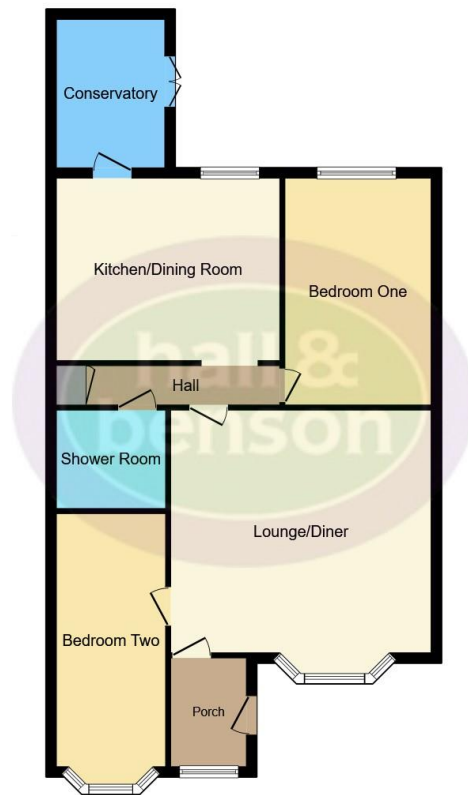 Conservatory
Kitchen/Dining Room
Bedroom One
hall &
benson
Hall
Shower Room
Lounge/Diner
Bedroom Two
Porch